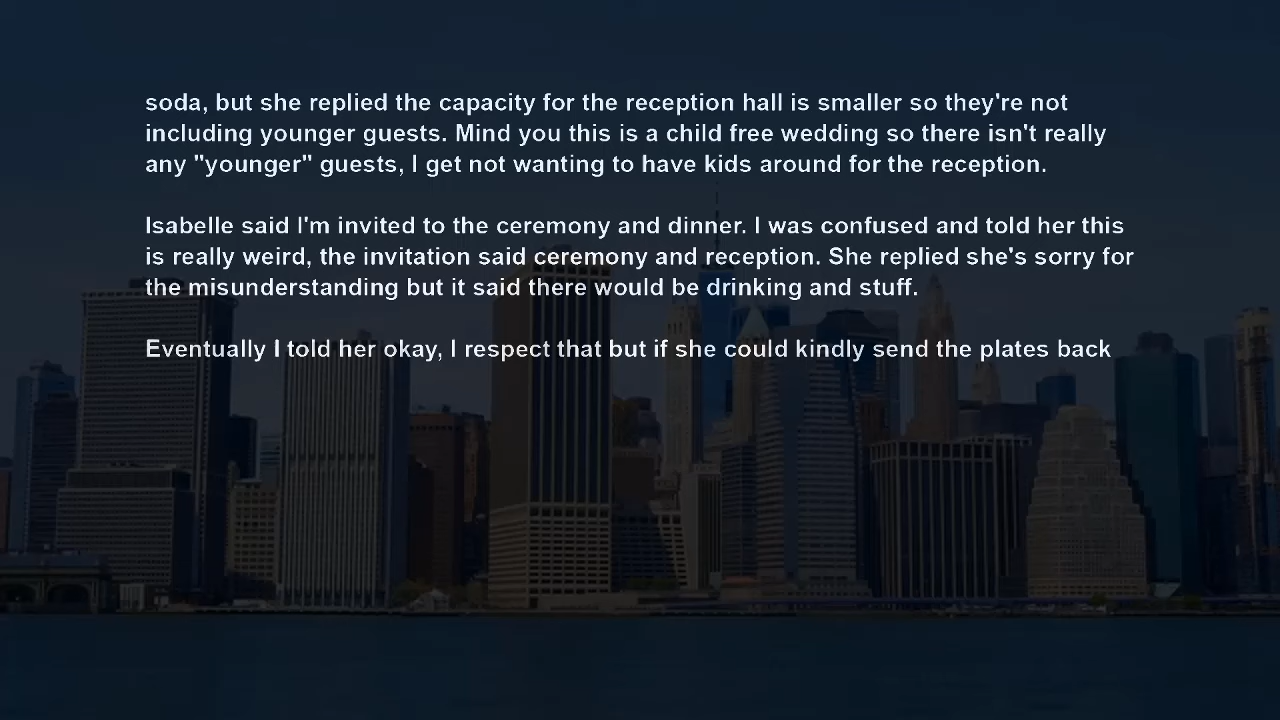 soda, but she replied the capacity for the reception hall is smaller so they're not
including younger guests. Mind you this is a child free wedding so there isn't really
any "younger" guests, I get not wanting to have kids around for the reception.
Isabelle said I'm invited to the ceremony and dinner. I was confused and told her this
is really weird, the invitation said ceremony and reception. She replied she's sorry for
the misunderstanding but it said there would be drinking and stuff.
Eventually I told her okay, I respect that but if she could kindly send the plates back